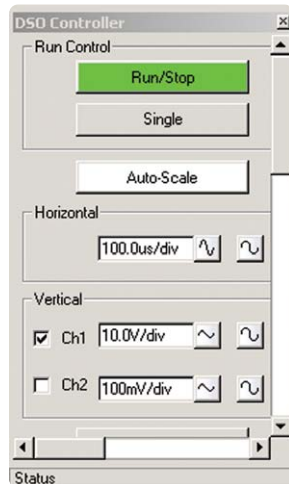 DSO Controller
Run Control
Run/Stop
Single
Auto-Scale
Horizontal
100.0us/div
Vertical
Ch1 10.0V/div
Ch2 100mV/div
Status